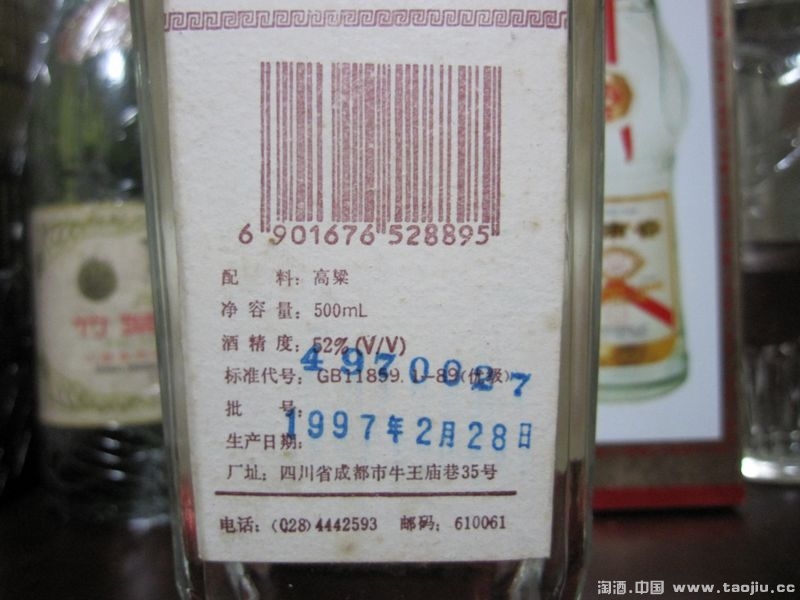 6 901676 528895
配 料：高粱
净 容 量：500mL
酒 精 度：52%(V/V)
4970027
标准代号：GB11859.1-89(优级)
批 号：
生产日期：1997年2月28日
厂址：四川省成都市牛王庙巷35号
电话：(028)4442593 邮码：610061
淘酒.中国 www.taojiu.cc